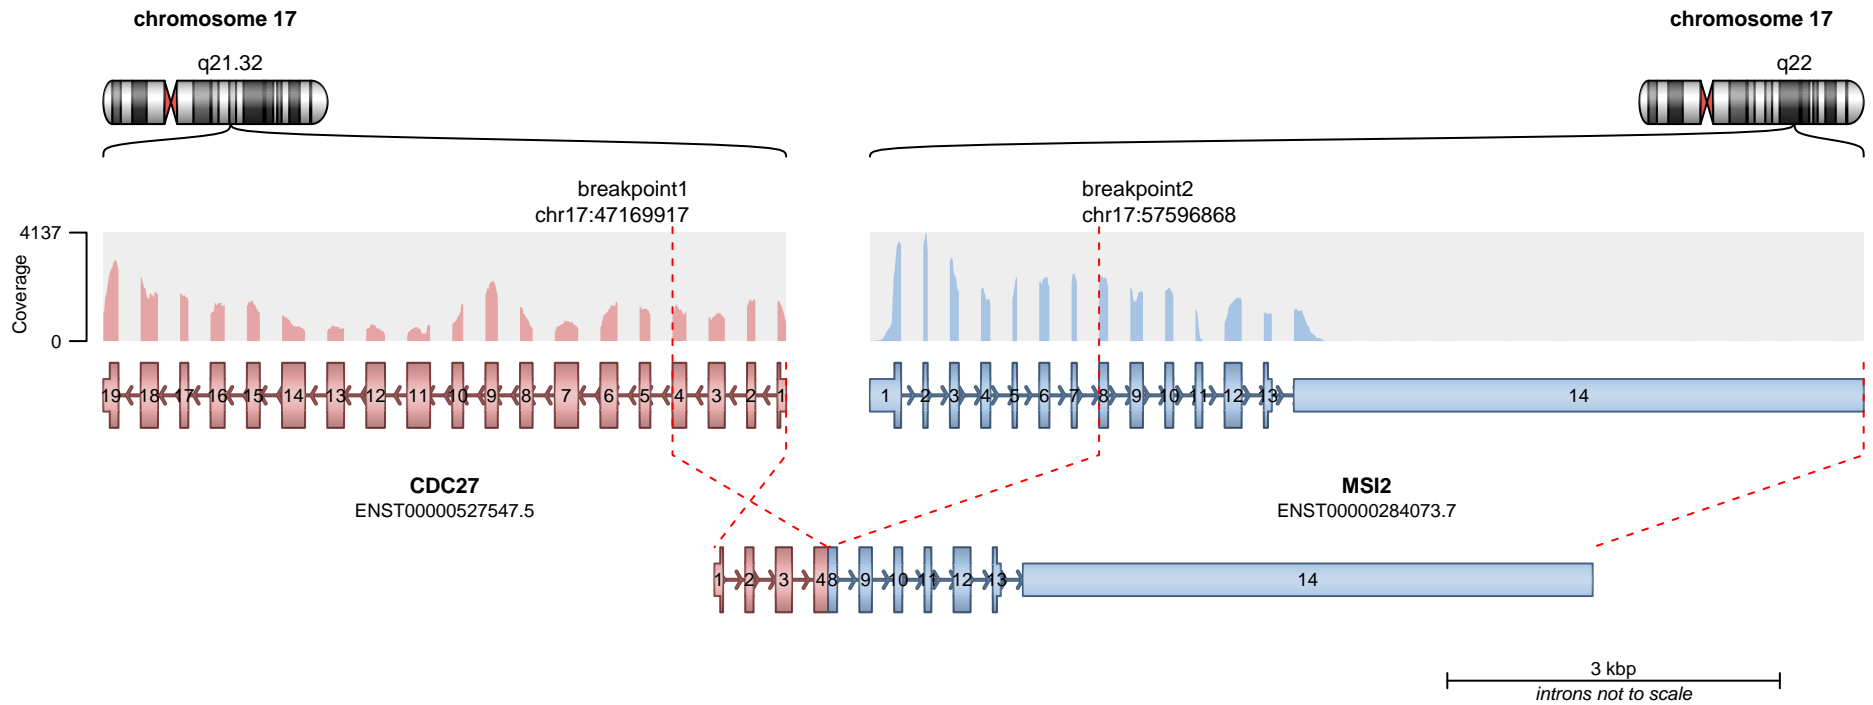 chromosome 17
chromosome 17
q21.32
q22
breakpoint1
chr17:47169917
breakpoint2
chr17:57596868
4137
0
Coverage
19 18 17 16 15 14 13 12 11 10 9 8 7 6 5 4 3 2 1
1 2 3 4 5 6 7 8 9 10 11 12 13 14
CDC27
ENST00000527547.5
MSI2
ENST00000284073.7
1 2 3 4 8 9 10 11 12 13 14
3 kbp
introns not to scale